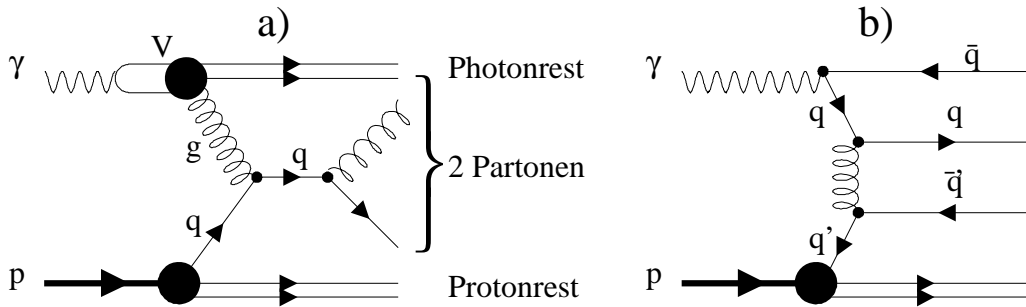 a)
γ
V
g
q
q
p
Photonrest
2 Partonen
Protonrest
b)
γ
q̄
q
q
q̄'
q'
p